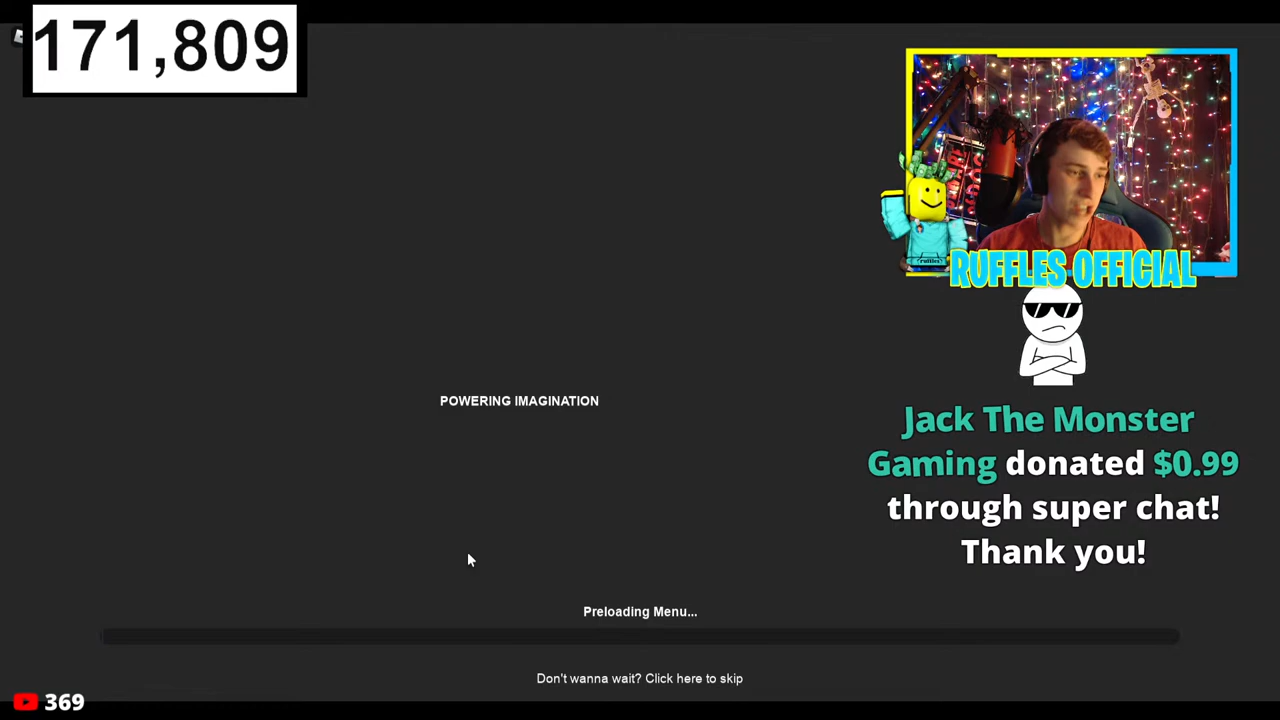 171,809
RUFFLES OFFICIAL
POWERING IMAGINATION
Jack The Monster
Gaming donated $0.99
through super chat!
Thank you!
Preloading Menu...
Don't wanna wait? Click here to skip
369